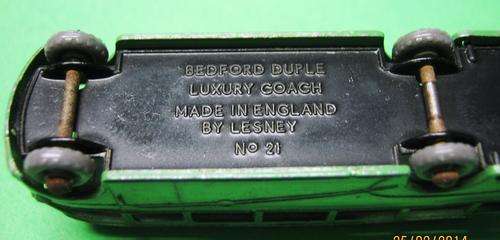 BEDFORD DUPLE
LUXURY COACH
MADE IN ENGLAND
BY LESNEY
No 21